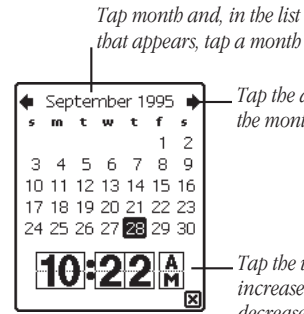 Tap month and, in the list
that appears, tap a month
September 1995
s m t w t f s
1 2
3 4 5 6 7 8 9
10 11 12 13 14 15 16
17 18 19 20 21 22 23
24 25 26 27 28 29 30
10:22 AM
Tap the
the mont
Tap the
increase
decrease